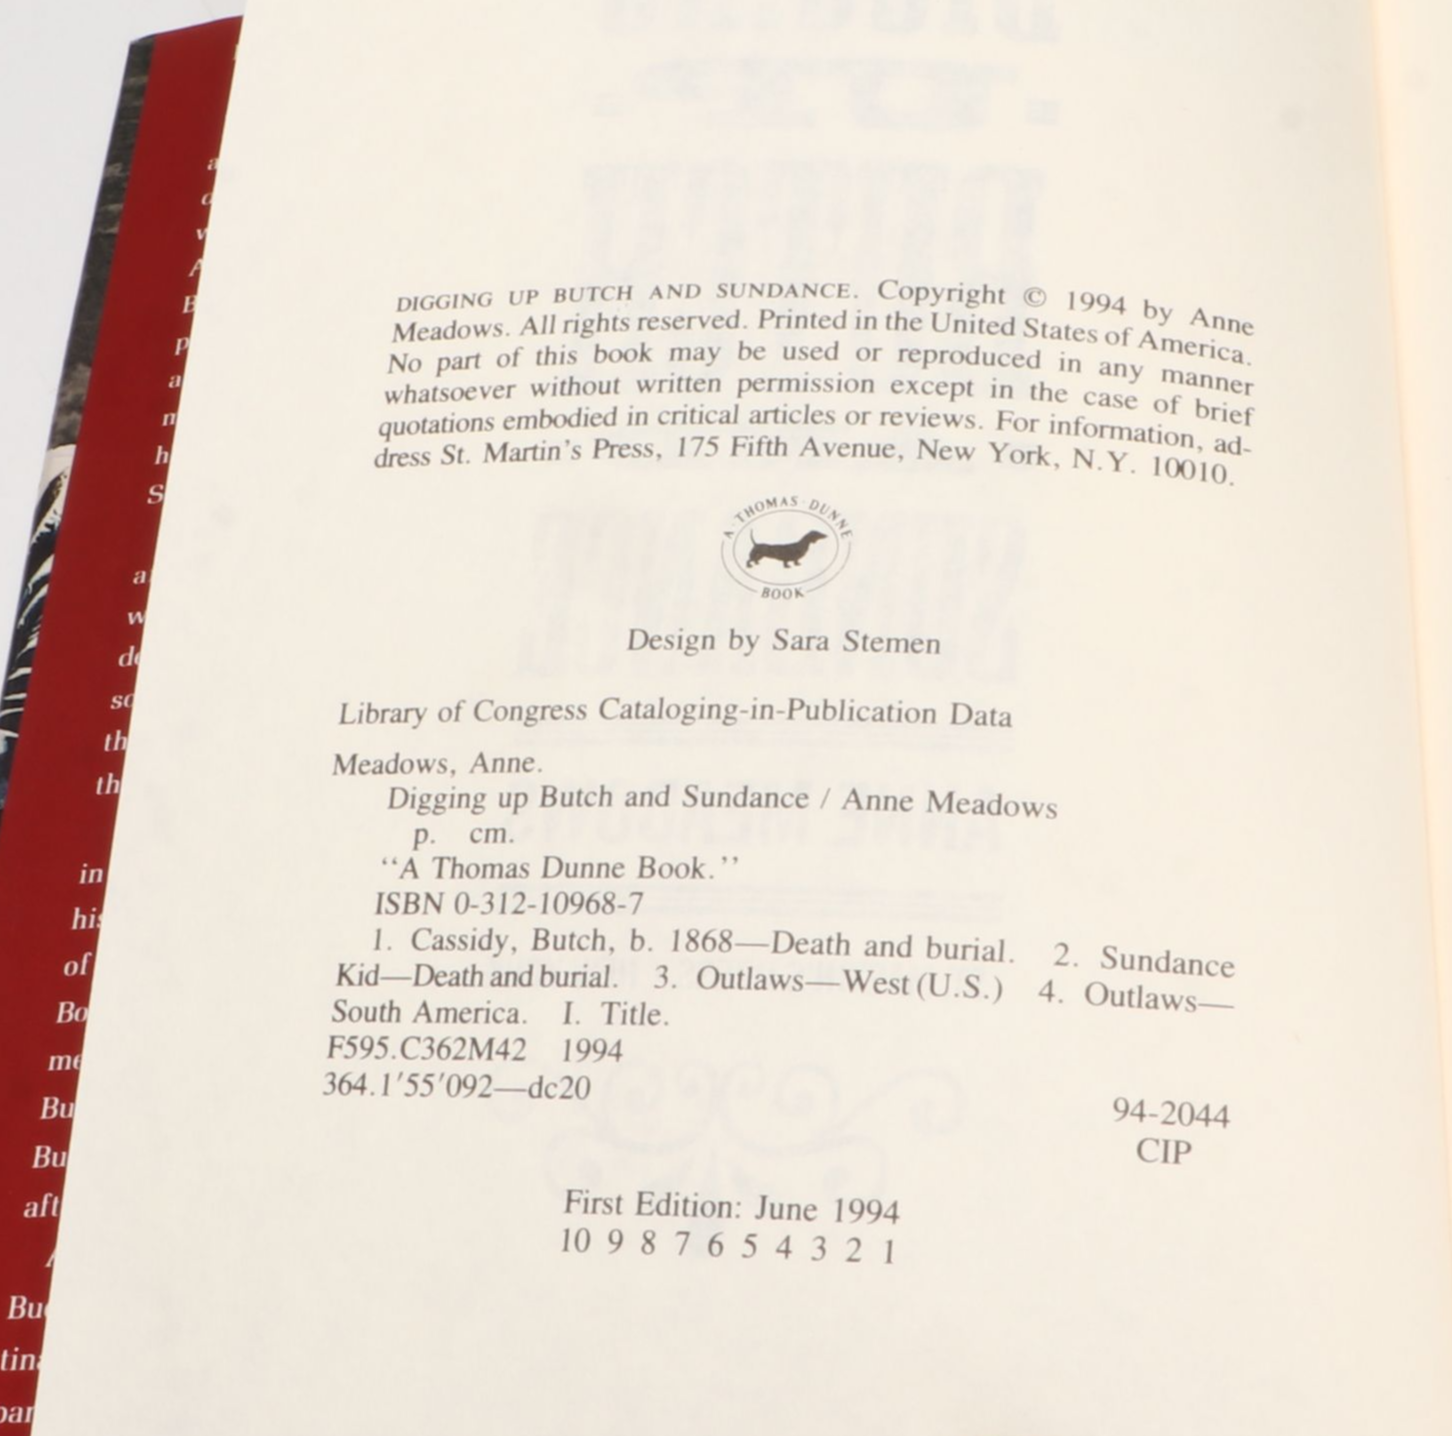 DIGGING UP BUTCH AND SUNDANCE. Copyright © 1994 by Anne
Meadows. All rights reserved. Printed in the United States of America.
No part of this book may be used or reproduced in any manner
whatsoever without written permission except in the case of brief
quotations embodied in critical articles or reviews. For information, ad-
dress St. Martin's Press, 175 Fifth Avenue, New York, N.Y. 10010.
A · THOMAS · DUNNE
BOOK
Design by Sara Stemen
Library of Congress Cataloging-in-Publication Data
Meadows, Anne.
Digging up Butch and Sundance / Anne Meadows
p. cm.
“A Thomas Dunne Book.”
ISBN 0-312-10968-7
1. Cassidy, Butch, b. 1868—Death and burial. 2. Sundance
Kid—Death and burial. 3. Outlaws—West (U.S.) 4. Outlaws—
South America. I. Title.
F595.C362M42 1994
364.1′55′092—dc20
94-2044
CIP
First Edition: June 1994
10 9 8 7 6 5 4 3 2 1
in
of